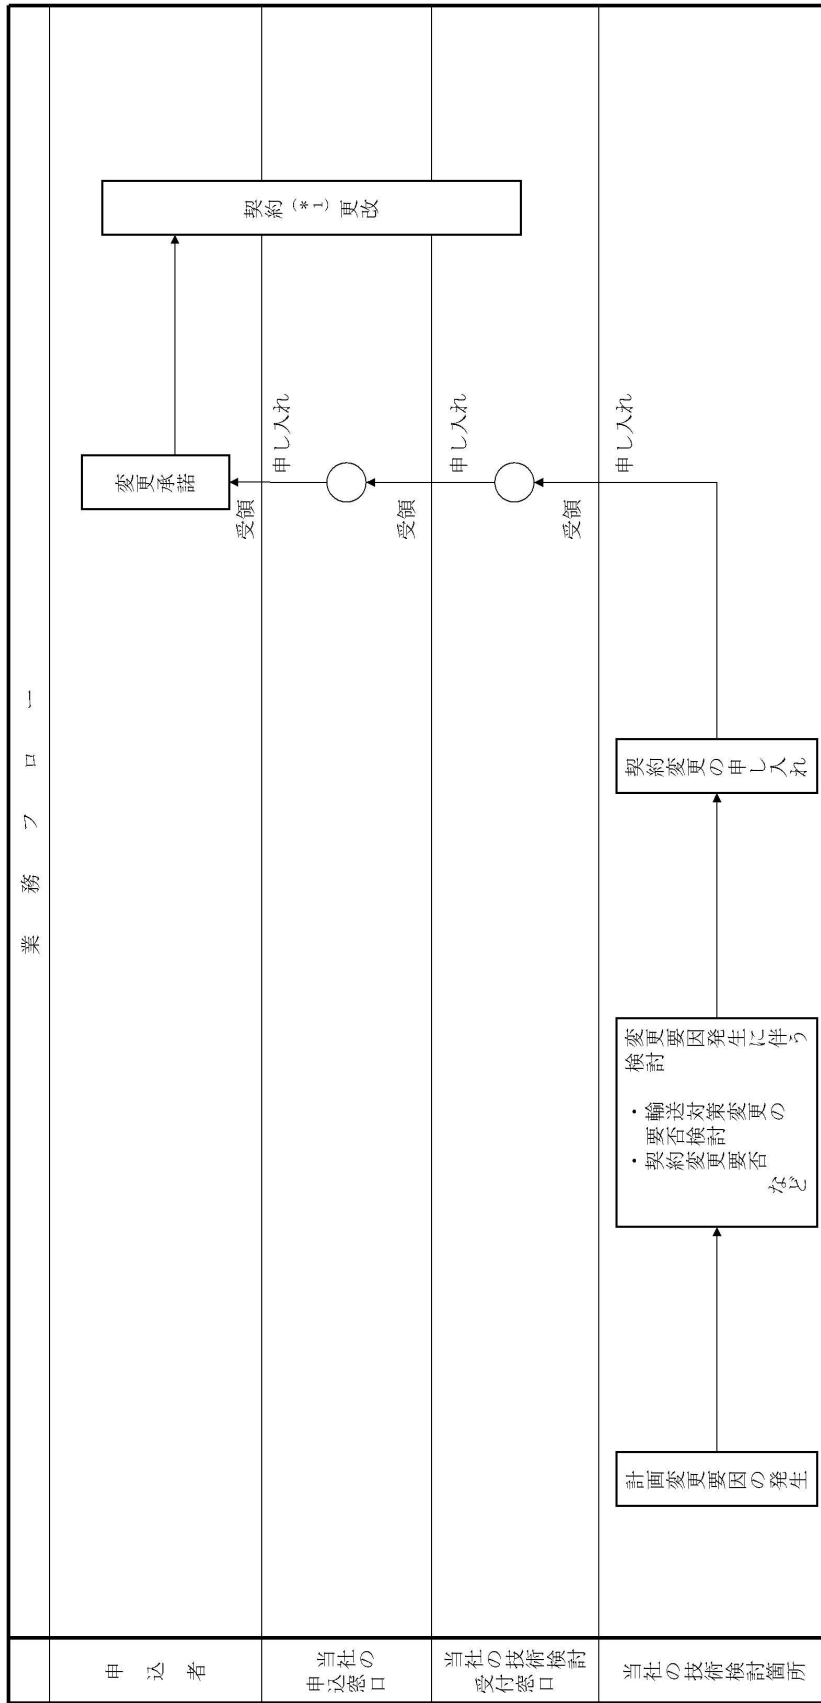 業務フロー
申込者
当社の
申込窓口
当社の技術検討
受付窓口
当社の技術検討箇所
計画変更要因の発生
変更要因発生に伴う
検討
・輸送対策変更の
要否検討
・契約変更要否
など
契約変更の申し入れ
申し入れ
受領
申し入れ
受領
申し入れ
受領
変更承諾
契約(*1)更改